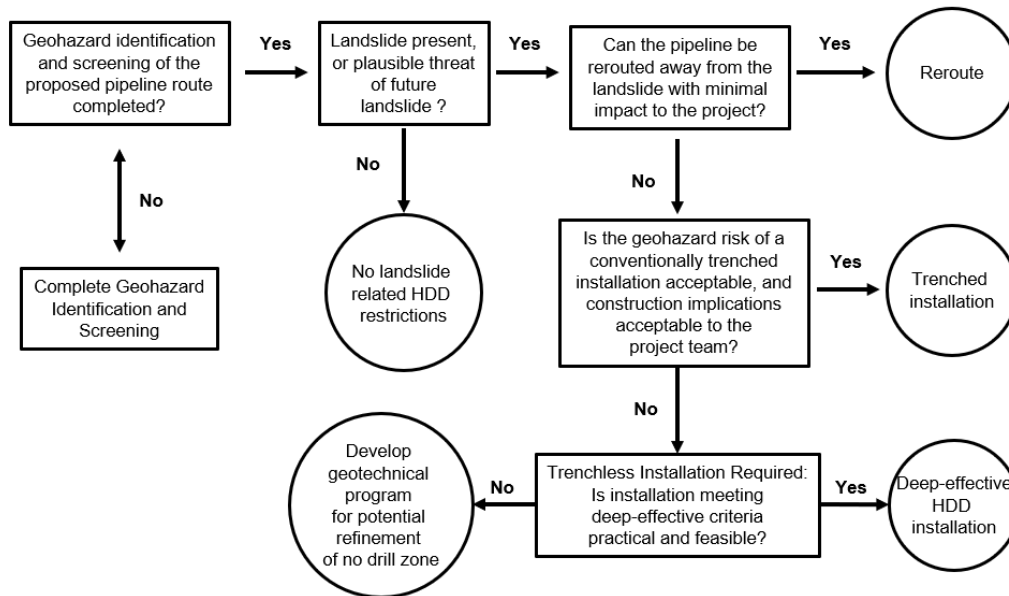 Geohazard identification
and screening of the
proposed pipeline route
completed?
Yes
Landslide present,
or plausible threat
of future
landslide ?
Yes
Can the pipeline be
rerouted away from the
landslide with minimal
impact to the project?
Yes
Reroute
No
No
No
Complete Geohazard
Identification and
Screening
No landslide
related HDD
restrictions
Is the geohazard risk of a
conventionally trenched
installation acceptable, and
construction implications
acceptable to the
project team?
Yes
Trenched
installation
No
Develop
geotechnical
program
for potential
refinement
of no drill zone
No
Trenchless Installation Required:
Is installation meeting
deep-effective criteria
practical and feasible?
Yes
Deep-effective
HDD
installation